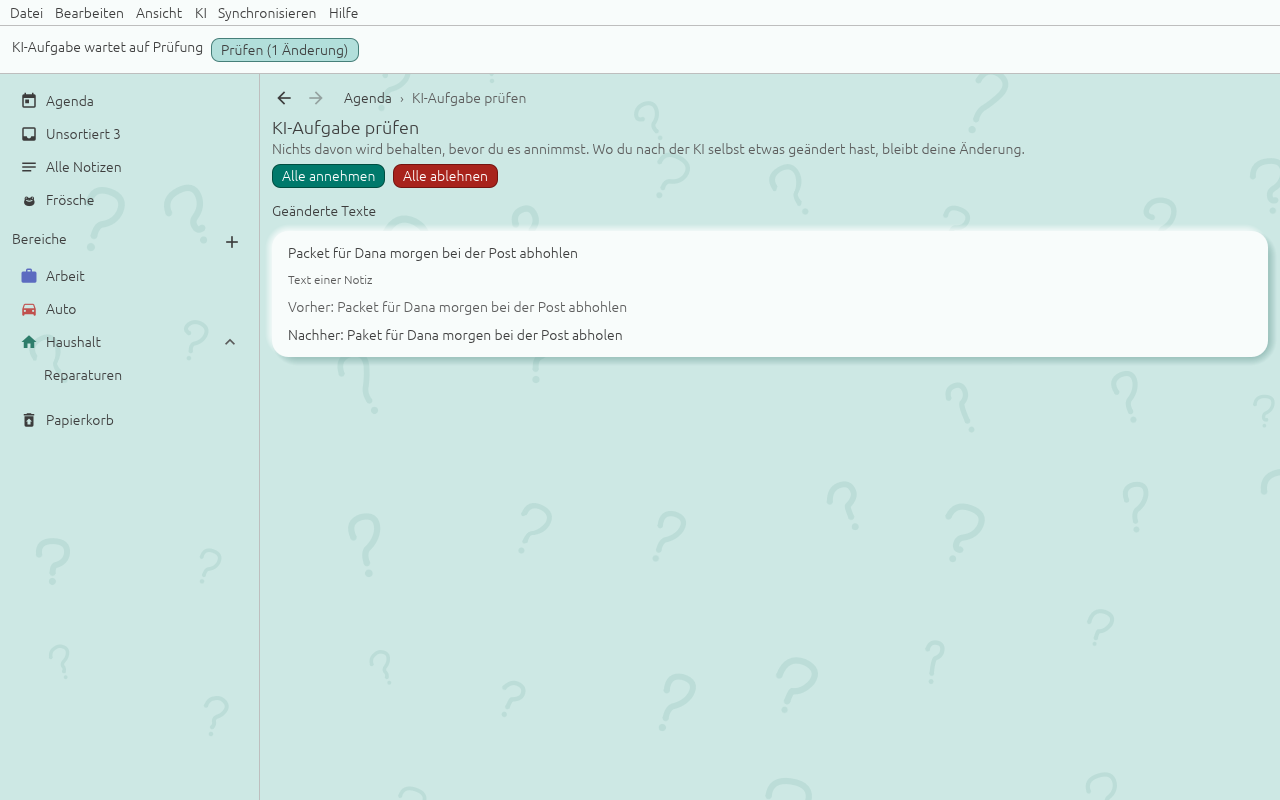 Datei Bearbeiten Ansicht KI Synchronisieren Hilfe
KI-Aufgabe wartet auf Prüfung Prüfen (1 Änderung)
Agenda
Unsortiert 3
Alle Notizen
Frösche
Bereiche
Arbeit
Auto
Haushalt
Reparaturen
Papierkorb
Agenda › KI-Aufgabe prüfen
KI-Aufgabe prüfen
Nichts davon wird behalten, bevor du es annimmst. Wo du nach der KI selbst etwas geändert hast, bleibt deine Änderung.
Alle annehmen Alle ablehnen
Geänderte Texte
Packet für Dana morgen bei der Post abhohlen
Text einer Notiz
Vorher: Packet für Dana morgen bei der Post abhohlen
Nachher: Paket für Dana morgen bei der Post abholen